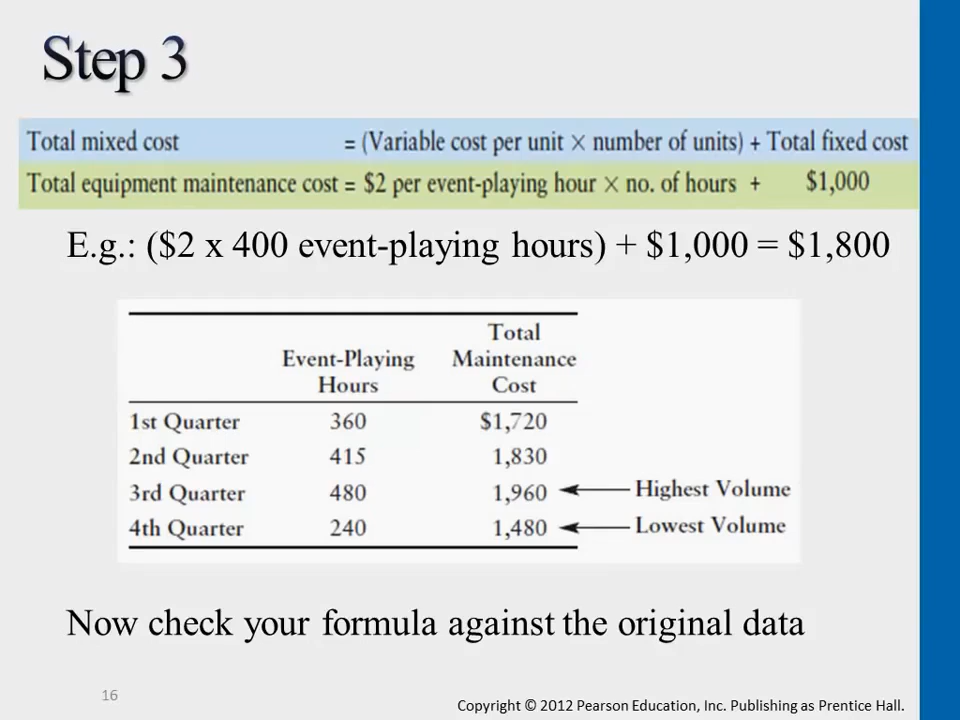 Step 3
Total mixed cost = (Variable cost per unit × number of units) + Total fixed cost
Total equipment maintenance cost = $2 per event-playing hour × no. of hours + $1,000
E.g.: ($2 x 400 event-playing hours) + $1,000 = $1,800
Total
Event-Playing Maintenance
Hours Cost
1st Quarter 360 $1,720
2nd Quarter 415 1,830
3rd Quarter 480 1,960 ← Highest Volume
4th Quarter 240 1,480 ← Lowest Volume
Now check your formula against the original data
16
Copyright © 2012 Pearson Education, Inc. Publishing as Prentice Hall.